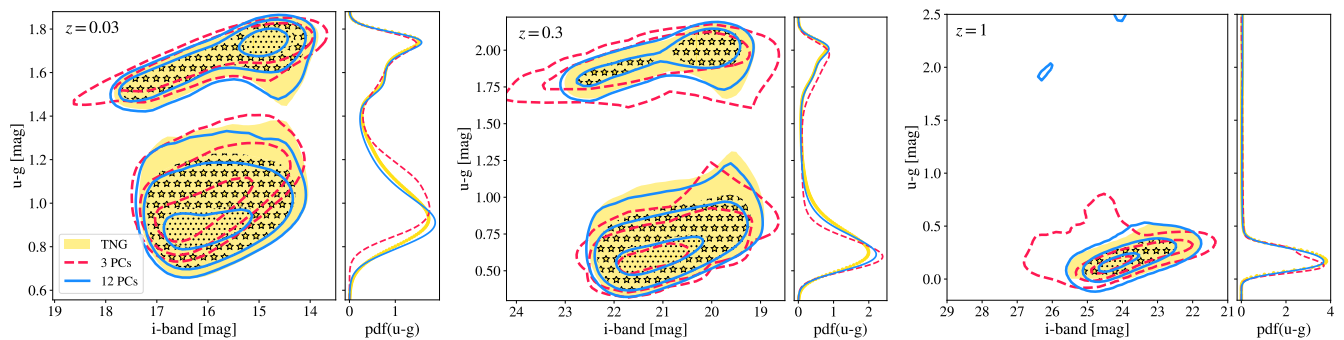 z = 0.03
u-g [mag]
1.8
1.6
1.4
1.2
1.0
0.8
0.6
TNG
3 PCs
12 PCs
19 18 17 16 15 14
i-band [mag]
0 1
pdf(u-g)
z = 0.3
u-g [mag]
2.00
1.75
1.50
1.25
1.00
0.75
0.50
24 23 22 21 20 19
i-band [mag]
0 1 2
pdf(u-g)
z = 1
u-g [mag]
2.5
2.0
1.5
1.0
0.5
0.0
29 28 27 26 25 24 23 22 21
i-band [mag]
0 1 2 3 4
pdf(u-g)